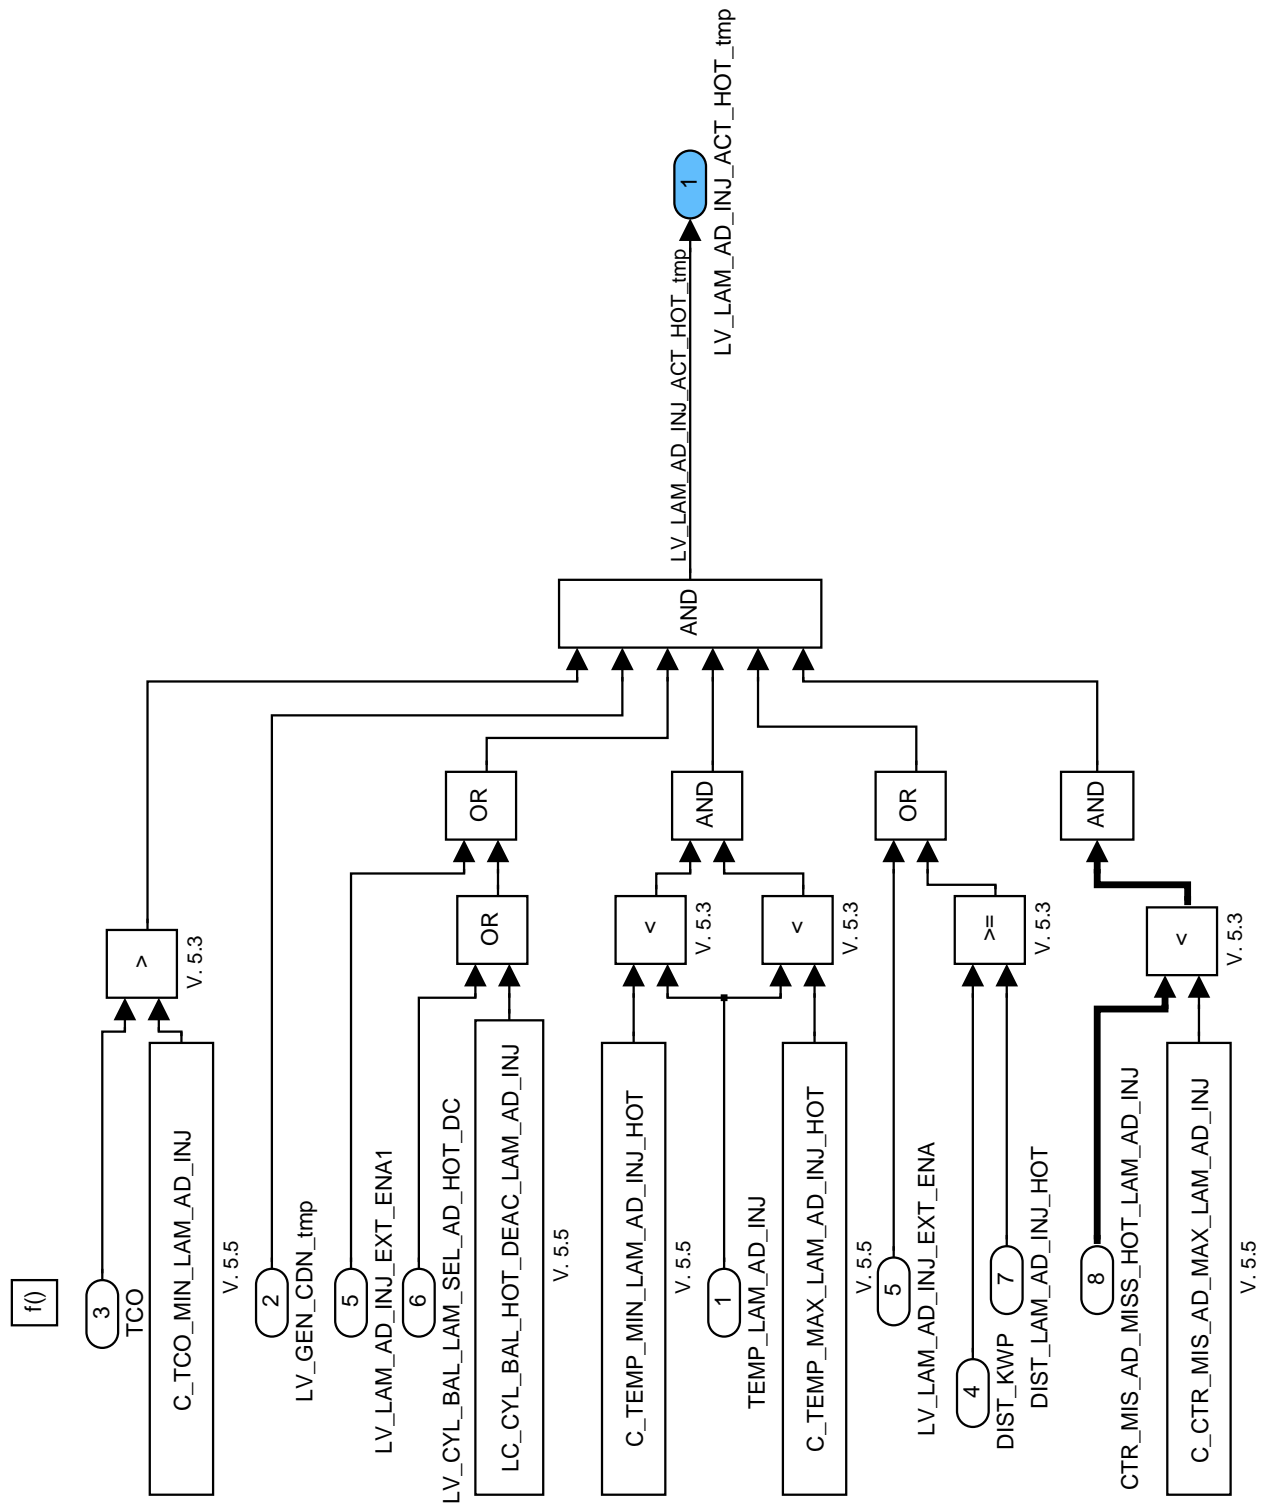 f()
3
TCO
C_TCO_MIN_LAM_AD_INJ
V. 5.5
>
V. 5.3
2
LV_GEN_CDN_tmp
5
LV_LAM_AD_INJ_EXT_ENA1
6
LV_CYL_BAL_LAM_SEL_AD_HOT_DC
LC_CYL_BAL_HOT_DEAC_LAM_AD_INJ
V. 5.5
OR
OR
C_TEMP_MIN_LAM_AD_INJ_HOT
V. 5.5
<
V. 5.3
1
TEMP_LAM_AD_INJ
C_TEMP_MAX_LAM_AD_INJ_HOT
V. 5.5
<
V. 5.3
AND
5
LV_LAM_AD_INJ_EXT_ENA
4
DIST_KWP
7
DIST_LAM_AD_INJ_HOT
>=
V. 5.3
OR
8
CTR_MIS_AD_MISS_HOT_LAM_AD_INJ
C_CTR_MIS_AD_MAX_LAM_AD_INJ
V. 5.5
<
V. 5.3
AND
AND
LV_LAM_AD_INJ_ACT_HOT_tmp
1
LV_LAM_AD_INJ_ACT_HOT_tmp